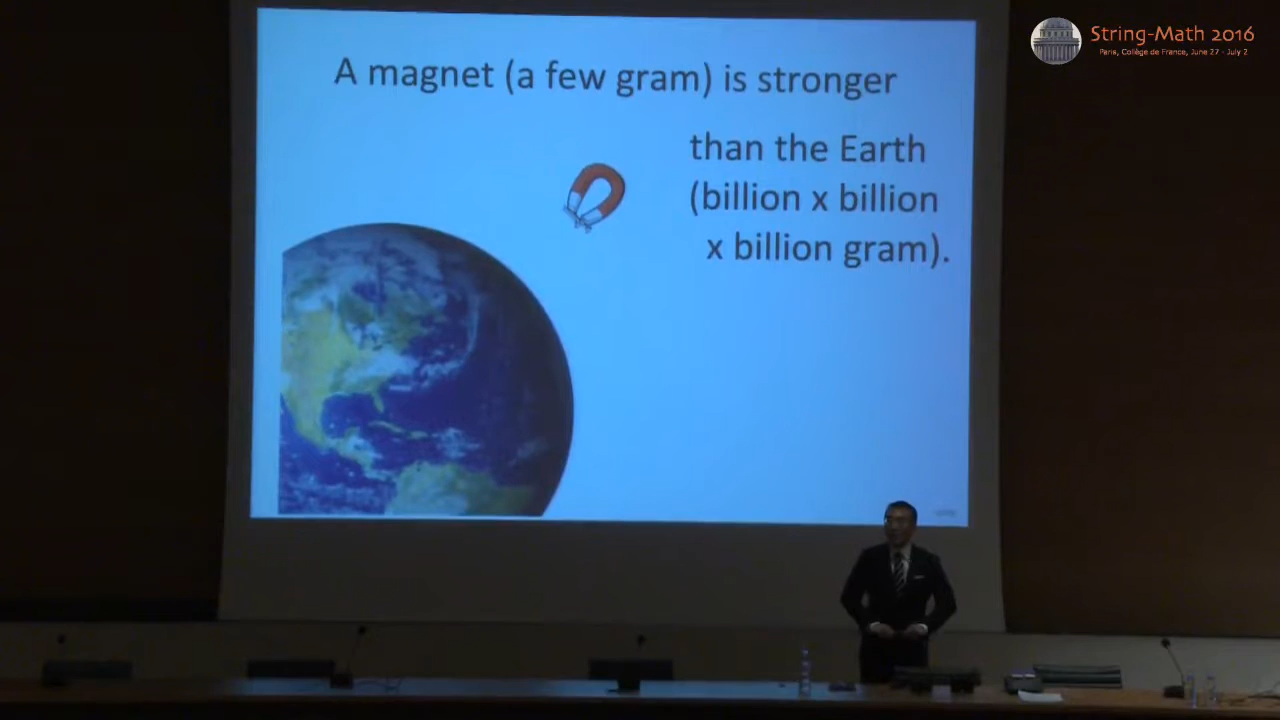 String-Math 2016
Paris, Collège de France, June 27 - July 2
A magnet (a few gram) is stronger
than the Earth
(billion x billion
x billion gram).